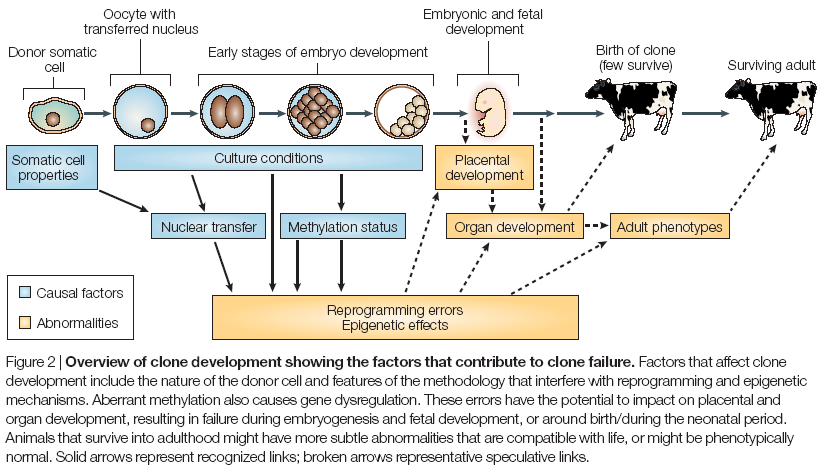 Oocyte with
transferred nucleus
Embryonic and fetal
development
Donor somatic
cell
Early stages of embryo development
Birth of clone
(few survive)
Surviving adult
Somatic cell
properties
Culture conditions
Placental
development
Nuclear transfer
Methylation status
Organ development
Adult phenotypes
Causal factors
Abnormalities
Reprogramming errors
Epigenetic effects
Figure 2 | Overview of clone development showing the factors that contribute to clone failure. Factors that affect clone
development include the nature of the donor cell and features of the methodology that interfere with reprogramming and epigenetic
mechanisms. Aberrant methylation also causes gene dysregulation. These errors have the potential to impact on placental and
organ development, resulting in failure during embryogenesis and fetal development, or around birth/during the neonatal period.
Animals that survive into adulthood might have more subtle abnormalities that are compatible with life, or might be phenotypically
normal. Solid arrows represent recognized links; broken arrows representative speculative links.